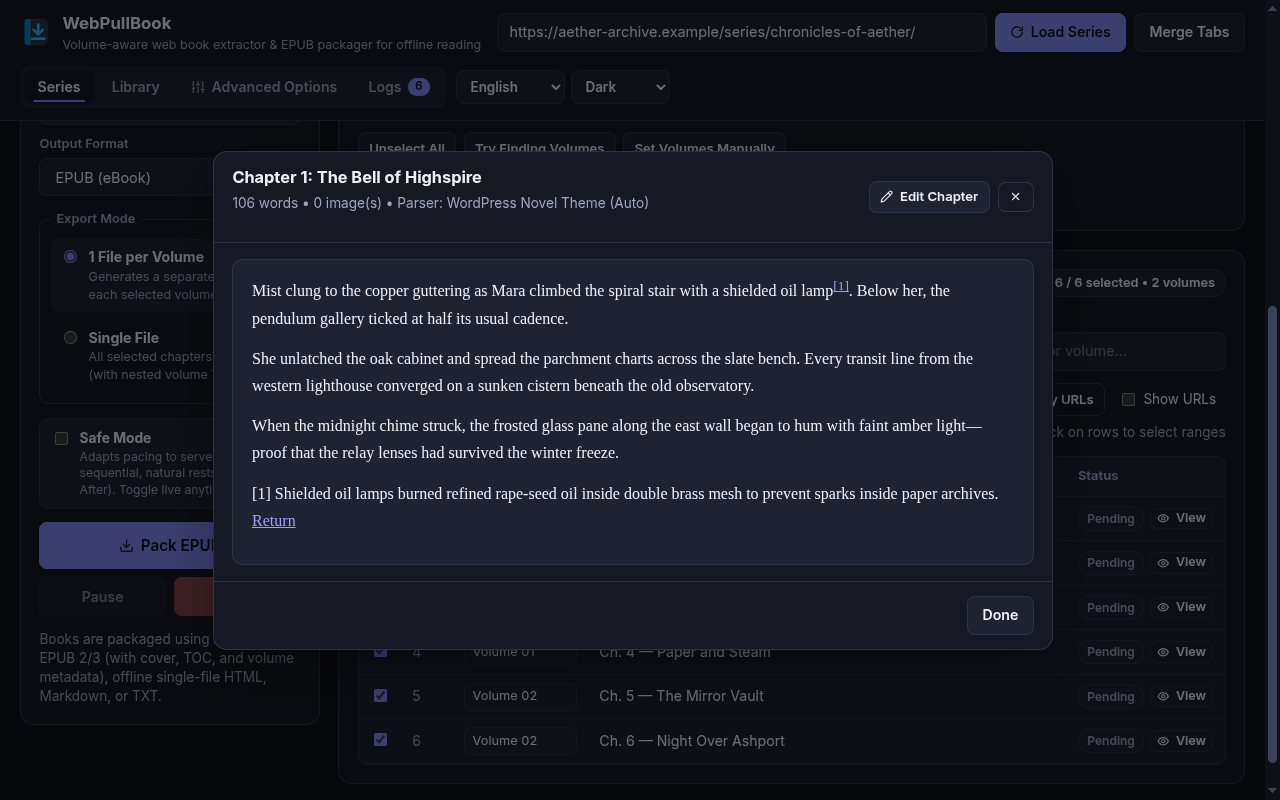 WebPullBook
Volume-aware web book extractor & EPUB packager for offline reading
https://aether-archive.example/series/chronicles-of-aether/
Load Series
Merge Tabs
Series
Library
Advanced Options
Logs 6
English
Dark
Output Format
EPUB (eBook)
Export Mode
1 File per Volume
Generates a separate
each selected volume
Single File
All selected chapters
(with nested volume
Safe Mode
Adapts pacing to serve
sequential, natural rests
After). Toggle live anyti
Pack EPU
Pause
Books are packaged using
EPUB 2/3 (with cover, TOC, and volume
metadata), offline single-file HTML,
Markdown, or TXT.
Unselect All
Try Finding Volumes
Set Volumes Manually
6 / 6 selected • 2 volumes
or volume...
y URLs
Show URLs
ck on rows to select ranges
Status
Pending View
Pending View
Pending View
4 Volume 01 Ch. 4 — Paper and Steam Pending View
5 Volume 02 Ch. 5 — The Mirror Vault Pending View
6 Volume 02 Ch. 6 — Night Over Ashport Pending View
Chapter 1: The Bell of Highspire
106 words • 0 image(s) • Parser: WordPress Novel Theme (Auto)
Edit Chapter
×
Mist clung to the copper guttering as Mara climbed the spiral stair with a shielded oil lamp[1]. Below her, the
pendulum gallery ticked at half its usual cadence.
She unlatched the oak cabinet and spread the parchment charts across the slate bench. Every transit line from the
western lighthouse converged on a sunken cistern beneath the old observatory.
When the midnight chime struck, the frosted glass pane along the east wall began to hum with faint amber light—
proof that the relay lenses had survived the winter freeze.
[1] Shielded oil lamps burned refined rape-seed oil inside double brass mesh to prevent sparks inside paper archives.
Return
Done